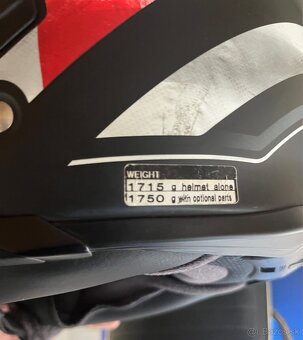 WEIGHT
1715 g helmet alone
1750 g with optional parts